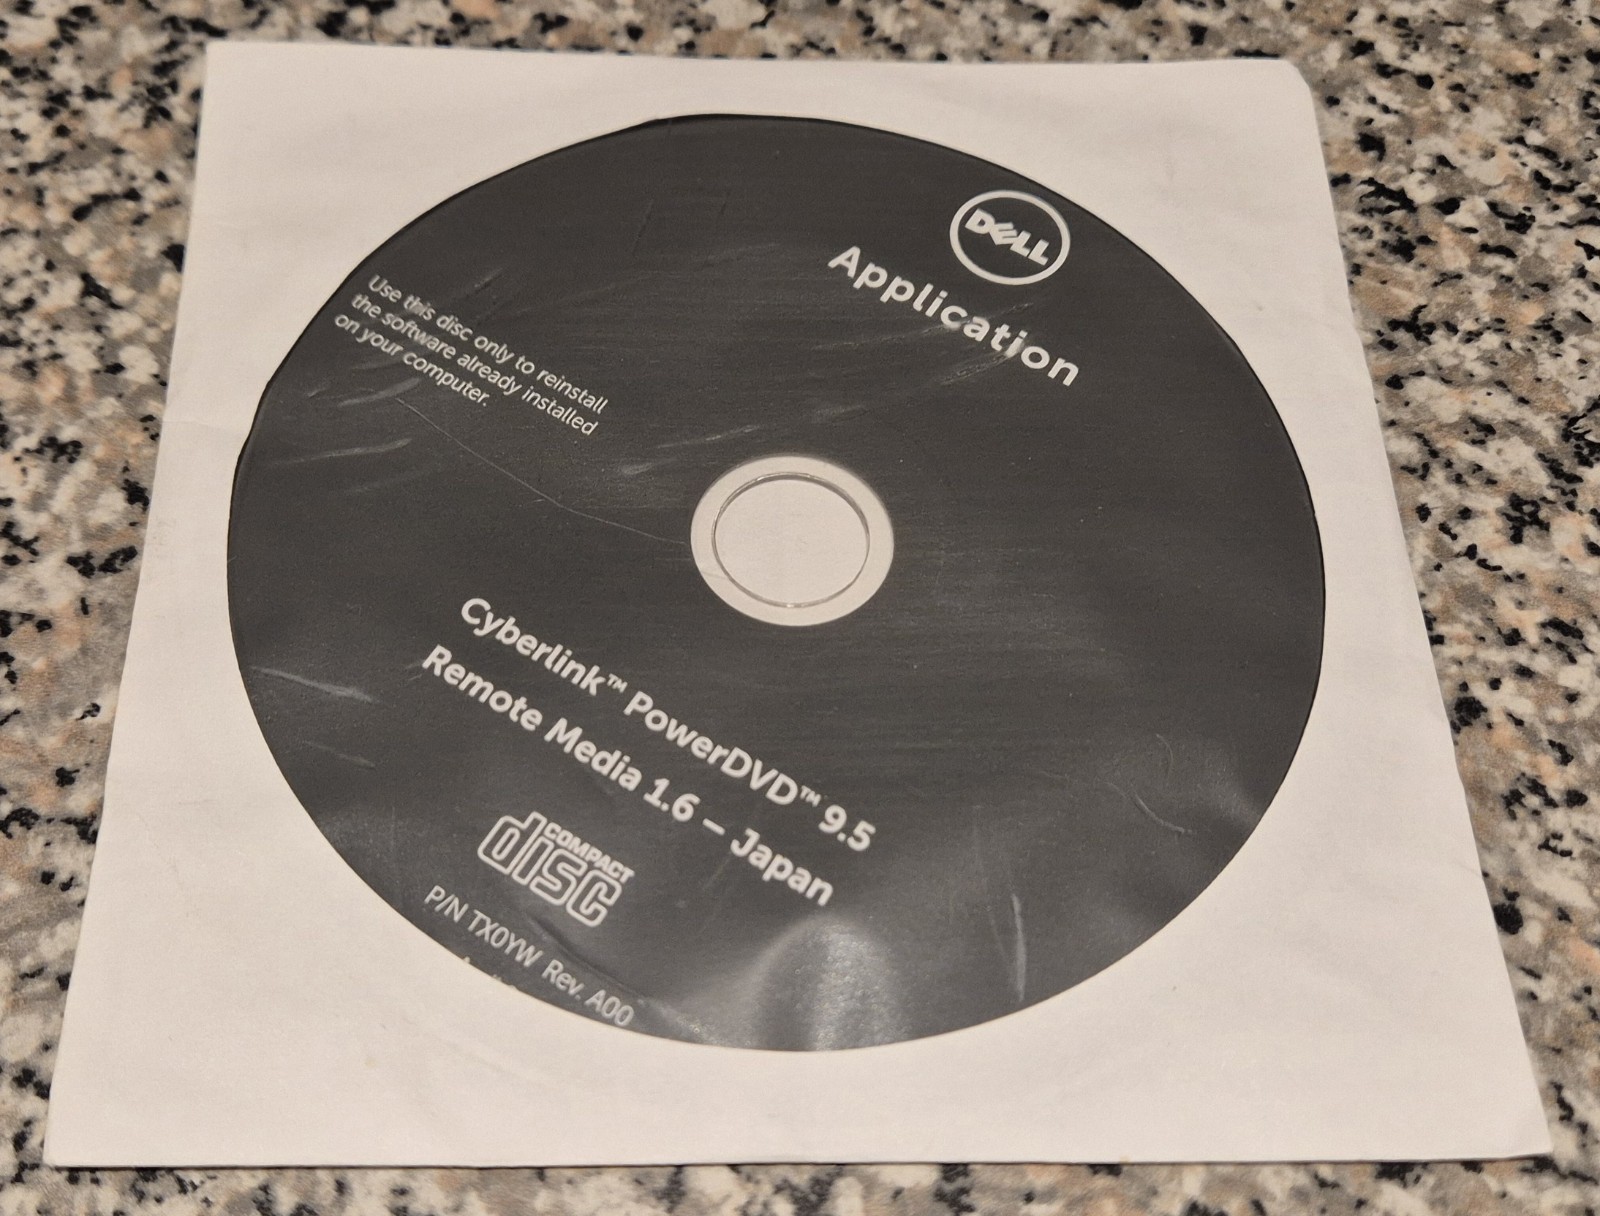 DELL
Application
Use this disc only to reinstall
the software already installed
on your computer.
Cyberlink™ PowerDVD™ 9.5
Remote Media 1.6 – Japan
COMPACT
disc
P/N TX0YW Rev. A00